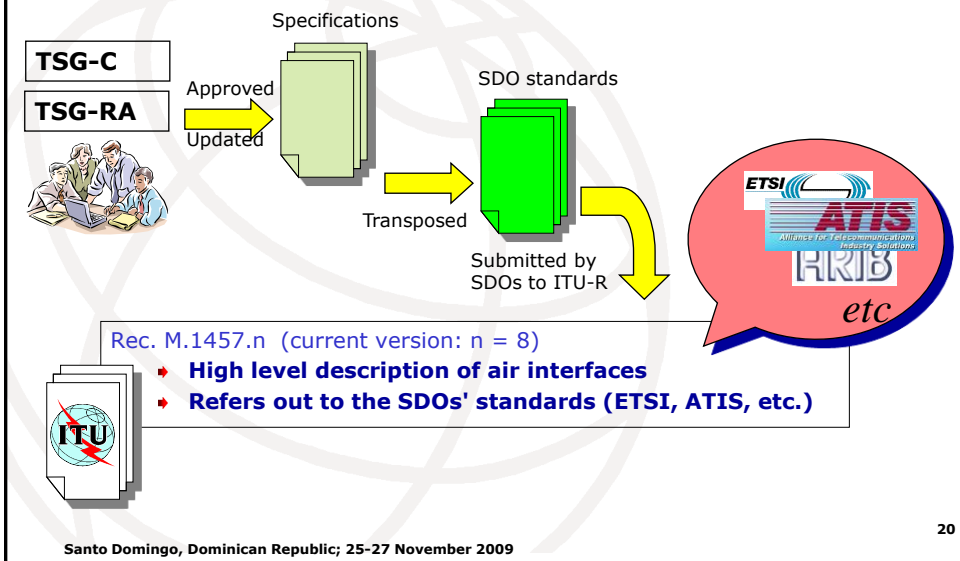 Specifications
TSG-C
TSG-RA
Approved
Updated
SDO standards
Transposed
Submitted by
SDOs to ITU-R
ETSI
ATIS
Alliance for Telecommunications
Industry Solutions
ARIB
etc
Rec. M.1457.n (current version: n = 8)
High level description of air interfaces
Refers out to the SDOs' standards (ETSI, ATIS, etc.)
ITU
20
Santo Domingo, Dominican Republic; 25-27 November 2009